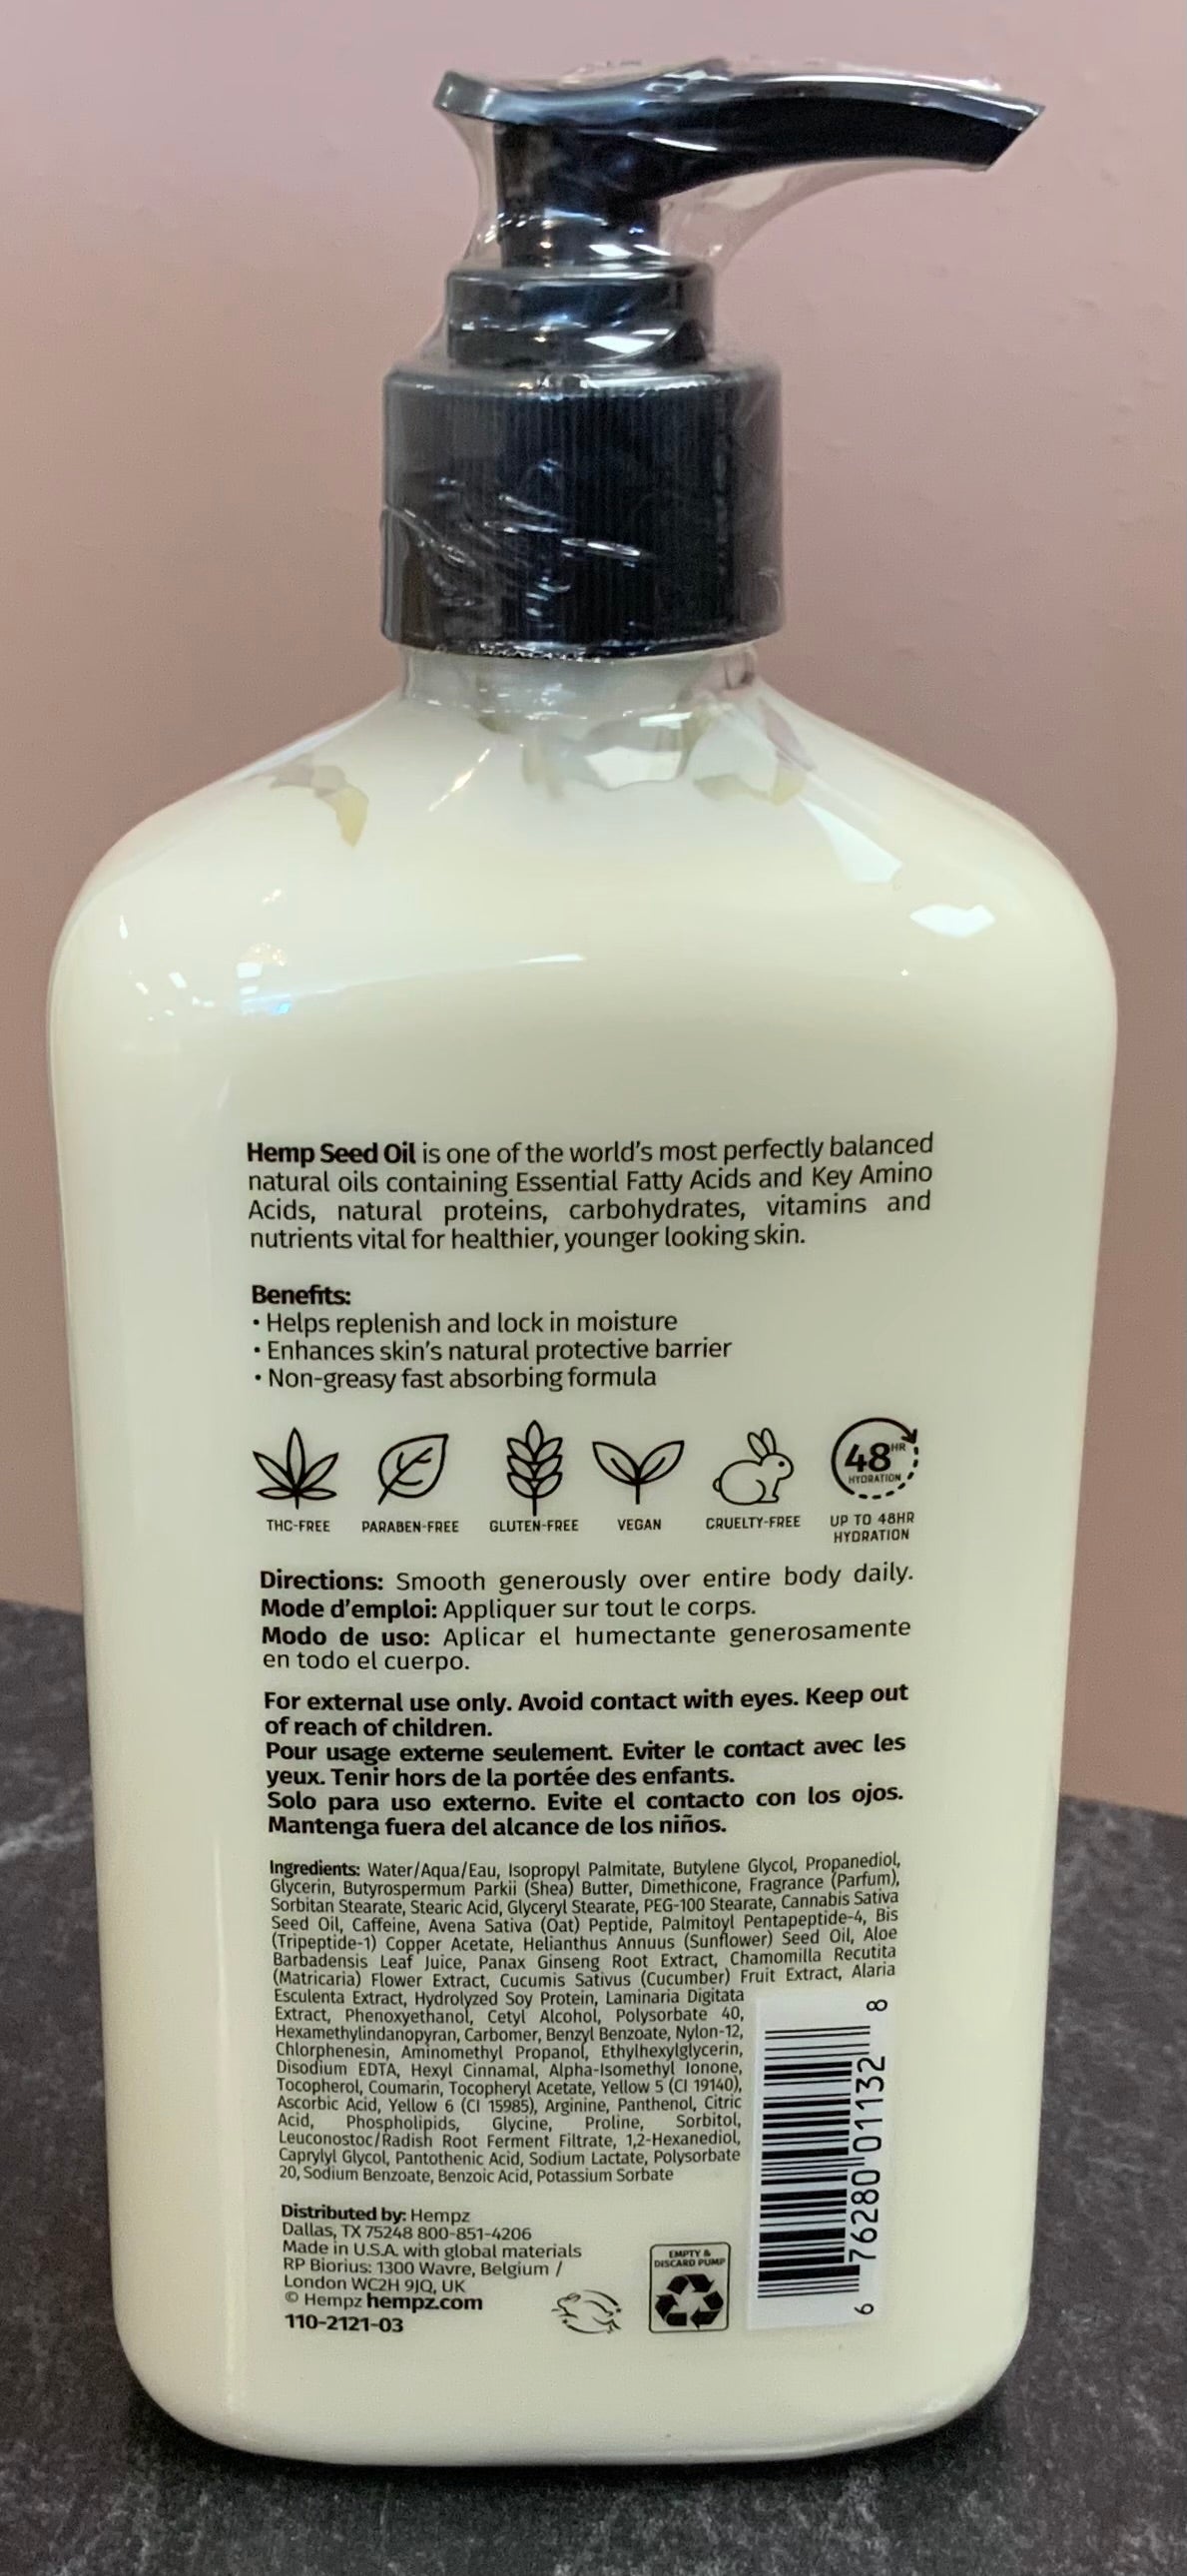 Hemp Seed Oil is one of the world's most perfectly balanced
natural oils containing Essential Fatty Acids and Key Amino
Acids, natural proteins, carbohydrates, vitamins and
nutrients vital for healthier, younger looking skin.
Benefits:
• Helps replenish and lock in moisture
• Enhances skin's natural protective barrier
• Non-greasy fast absorbing formula
48HR
HYDRATION
THC-FREE PARABEN-FREE GLUTEN-FREE VEGAN CRUELTY-FREE UP TO 48HR
HYDRATION
Directions: Smooth generously over entire body daily.
Mode d'emploi: Appliquer sur tout le corps.
Modo de uso: Aplicar el humectante generosamente
en todo el cuerpo.
For external use only. Avoid contact with eyes. Keep out
of reach of children.
Pour usage externe seulement. Eviter le contact avec les
yeux. Tenir hors de la portée des enfants.
Solo para uso externo. Evite el contacto con los ojos.
Mantenga fuera del alcance de los niños.
Ingredients: Water/Aqua/Eau, Isopropyl Palmitate, Butylene Glycol, Propanediol,
Glycerin, Butyrospermum Parkii (Shea) Butter, Dimethicone, Fragrance (Parfum),
Sorbitan Stearate, Stearic Acid, Glyceryl Stearate, PEG-100 Stearate, Cannabis Sativa
Seed Oil, Caffeine, Avena Sativa (Oat) Peptide, Palmitoyl Pentapeptide-4, Bis
(Tripeptide-1) Copper Acetate, Helianthus Annuus (Sunflower) Seed Oil, Aloe
Barbadensis Leaf Juice, Panax Ginseng Root Extract, Chamomilla Recutita
(Matricaria) Flower Extract, Cucumis Sativus (Cucumber) Fruit Extract, Alaria
Esculenta Extract, Hydrolyzed Soy Protein, Laminaria Digitata
Extract, Phenoxyethanol, Cetyl Alcohol, Polysorbate 40,
Hexamethylindanopyran, Carbomer, Benzyl Benzoate, Nylon-12,
Chlorphenesin, Aminomethyl Propanol, Ethylhexylglycerin,
Disodium EDTA, Hexyl Cinnamal, Alpha-Isomethyl Ionone,
Tocopherol, Coumarin, Tocopheryl Acetate, Yellow 5 (CI 19140),
Ascorbic Acid, Yellow 6 (CI 15985), Arginine, Panthenol, Citric
Acid, Phospholipids, Glycine, Proline, Sorbitol,
Leuconostoc/Radish Root Ferment Filtrate, 1,2-Hexanediol,
Caprylyl Glycol, Pantothenic Acid, Sodium Lactate, Polysorbate
20, Sodium Benzoate, Benzoic Acid, Potassium Sorbate
Distributed by: Hempz
Dallas, TX 75248 800-851-4206
Made in U.S.A. with global materials
RP Biorius: 1300 Wavre, Belgium /
London WC2H 9JQ, UK
© Hempz hempz.com
110-2121-03
EMPTY &
DISCARD PUMP
6 76280 01132 8